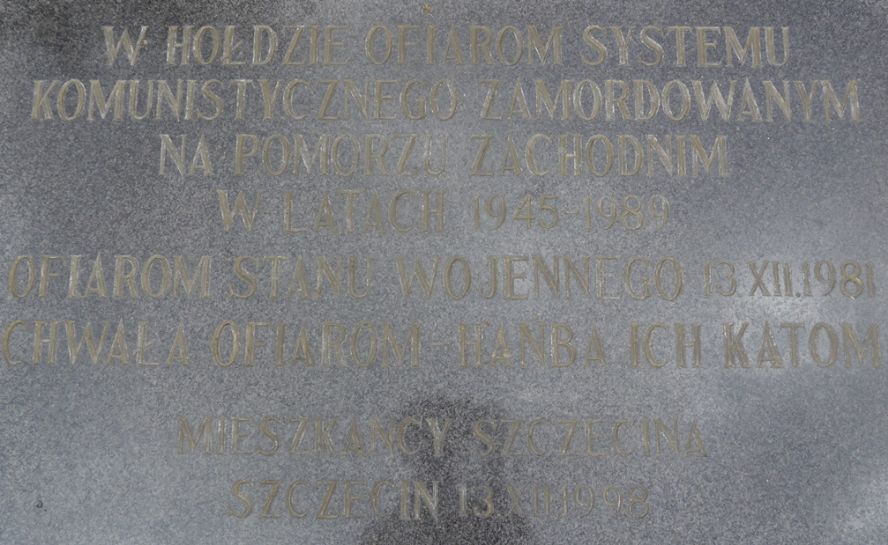 W HOŁDZIE OFIAROM SYSTEMU
KOMUNISTYCZNEGO ZAMORDOWANYM
NA POMORZU ZACHODNIM
W LATACH 1945-1989
OFIAROM STANU WOJENNEGO 13 XII.1981
CHWAŁA OFIAROM-HAŃBA ICH KATOM
MIESZKAŃCY SZCZECINA
SZCZECIN 13 XII.1998